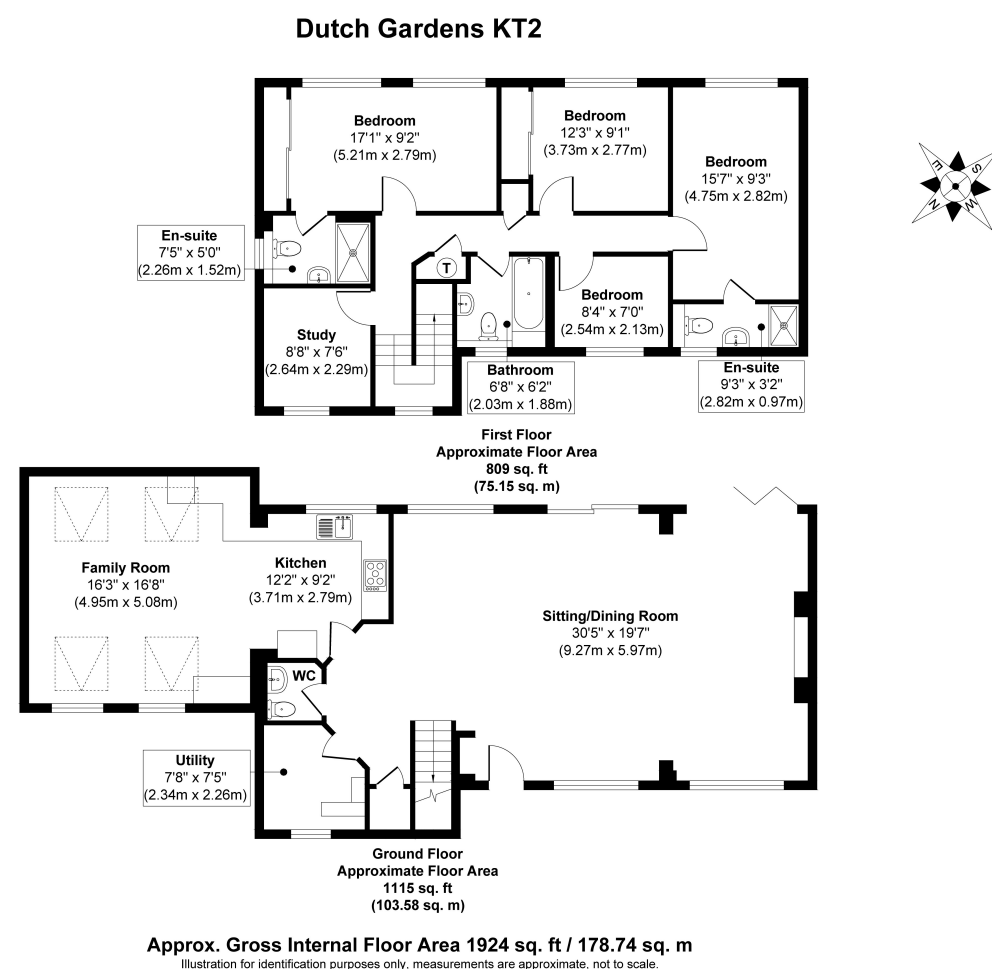 Dutch Gardens KT2
Bedroom
17'1" x 9'2"
(5.21m x 2.79m)
Bedroom
12'3" x 9'1"
(3.73m x 2.77m)
Bedroom
15'7" x 9'3"
(4.75m x 2.82m)
E
S
N
W
En-suite
7'5" x 5'0"
(2.26m x 1.52m)
T
Bedroom
8'4" x 7'0"
(2.54m x 2.13m)
Study
8'8" x 7'6"
(2.64m x 2.29m)
Bathroom
6'8" x 6'2"
(2.03m x 1.88m)
En-suite
9'3" x 3'2"
(2.82m x 0.97m)
First Floor
Approximate Floor Area
809 sq. ft
(75.15 sq. m)
Family Room
16'3" x 16'8"
(4.95m x 5.08m)
Kitchen
12'2" x 9'2"
(3.71m x 2.79m)
Sitting/Dining Room
30'5" x 19'7"
(9.27m x 5.97m)
WC
Utility
7'8" x 7'5"
(2.34m x 2.26m)
Ground Floor
Approximate Floor Area
1115 sq. ft
(103.58 sq. m)
Approx. Gross Internal Floor Area 1924 sq. ft / 178.74 sq. m
Illustration for identification purposes only, measurements are approximate, not to scale.